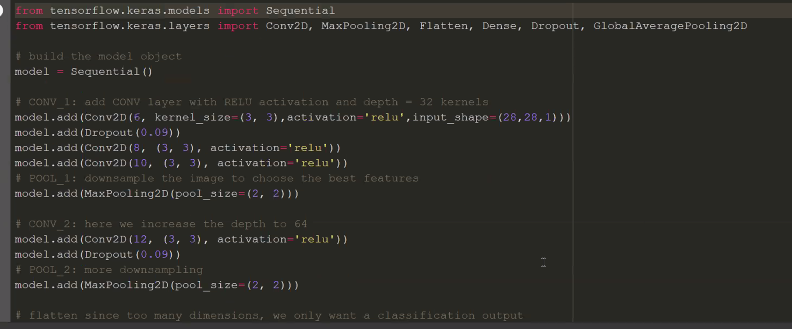 from tensorflow.keras.models import Sequential
from tensorflow.keras.layers import Conv2D, MaxPooling2D, Flatten, Dense, Dropout, GlobalAveragePooling2D
# build the model object
model = Sequential()
# CONV_1: add CONV layer with RELU activation and depth = 32 kernels
model.add(Conv2D(6, kernel_size=(3, 3),activation='relu',input_shape=(28,28,1)))
model.add(Dropout(0.09))
model.add(Conv2D(8, (3, 3), activation='relu'))
model.add(Conv2D(10, (3, 3), activation='relu'))
# POOL_1: downsample the image to choose the best features
model.add(MaxPooling2D(pool_size=(2, 2)))
# CONV_2: here we increase the depth to 64
model.add(Conv2D(12, (3, 3), activation='relu'))
model.add(Dropout(0.09))
# POOL_2: more downsampling
model.add(MaxPooling2D(pool_size=(2, 2)))
# flatten since too many dimensions, we only want a classification output